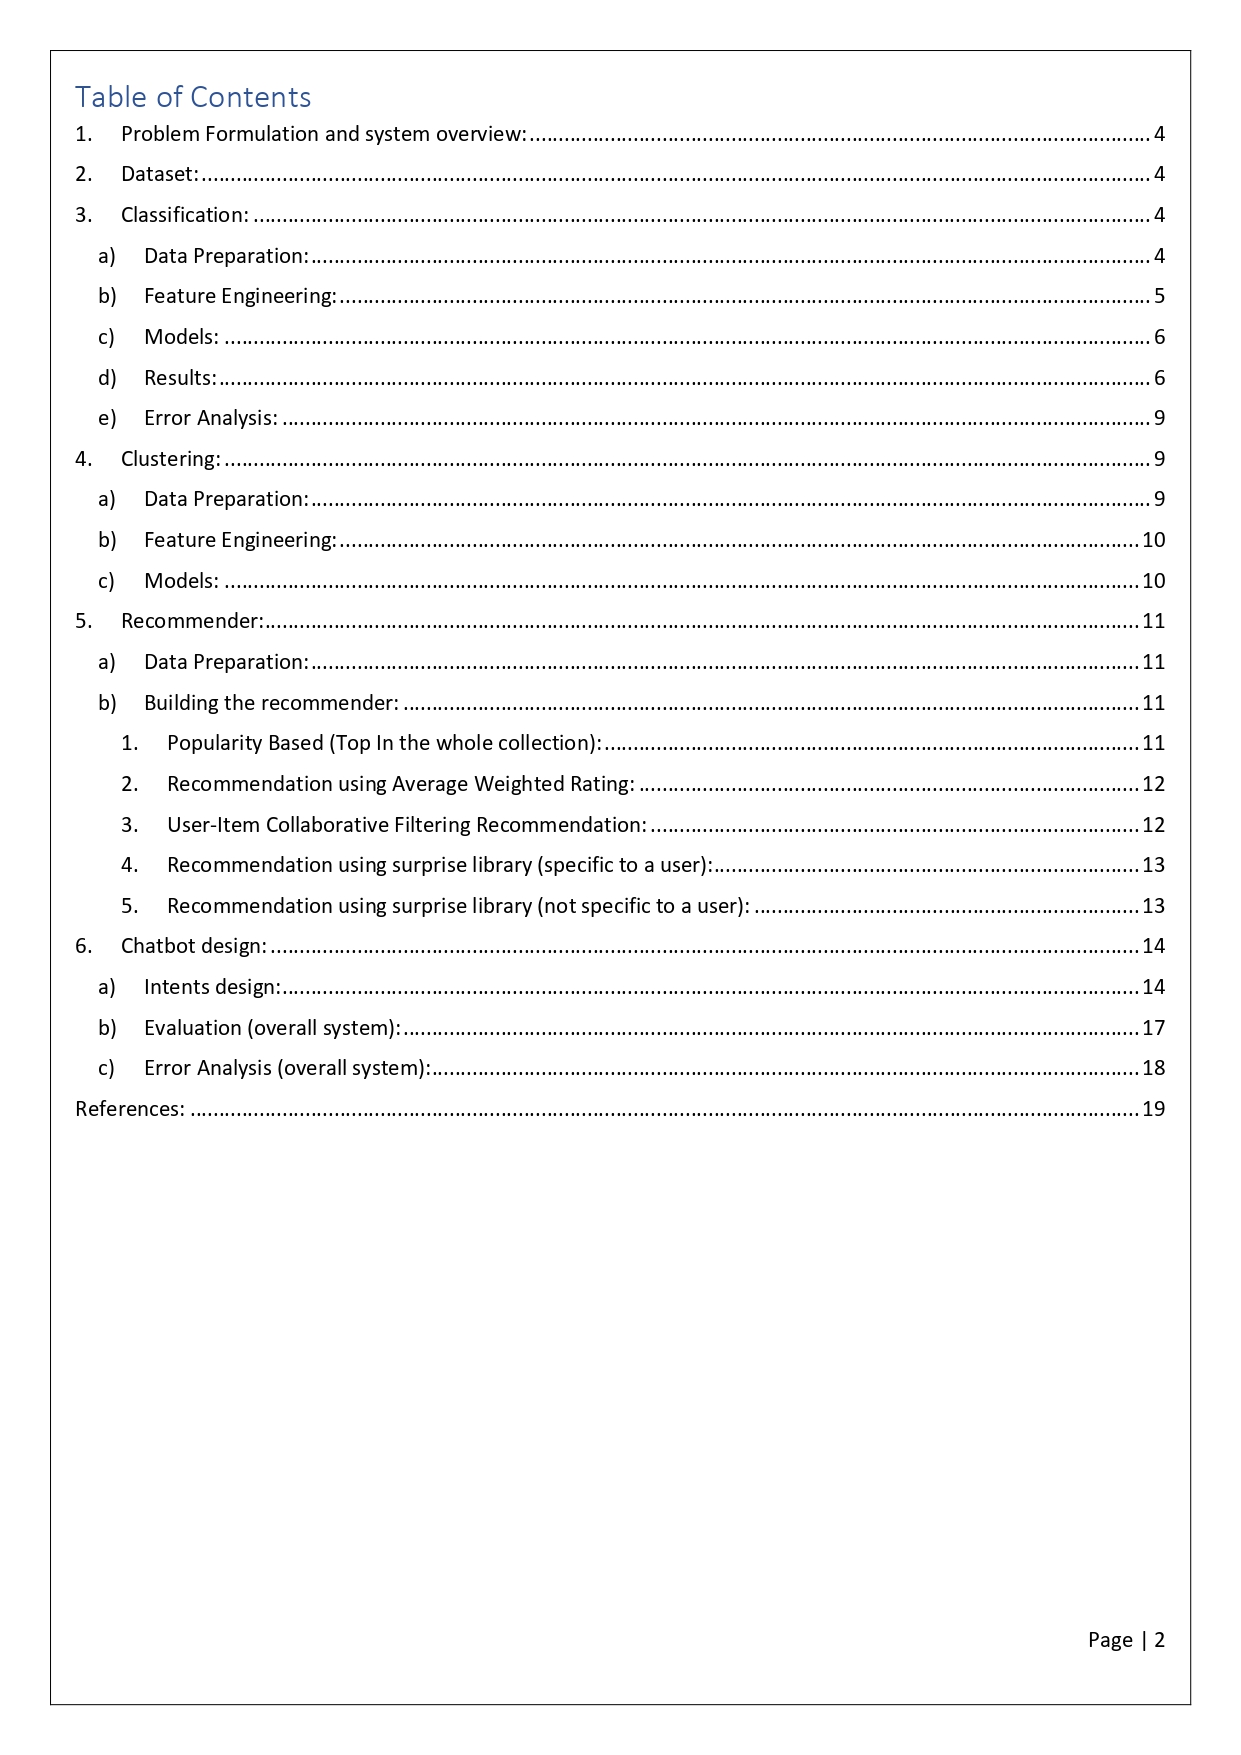 Table of Contents
1. Problem Formulation and system overview: 4
2. Dataset: 4
3. Classification: 4
a) Data Preparation: 4
b) Feature Engineering: 5
c) Models: 6
d) Results: 6
e) Error Analysis: 9
4. Clustering: 9
a) Data Preparation: 9
b) Feature Engineering: 10
c) Models: 10
5. Recommender: 11
a) Data Preparation: 11
b) Building the recommender: 11
1. Popularity Based (Top In the whole collection): 11
2. Recommendation using Average Weighted Rating: 12
3. User-Item Collaborative Filtering Recommendation: 12
4. Recommendation using surprise library (specific to a user): 13
5. Recommendation using surprise library (not specific to a user): 13
6. Chatbot design: 14
a) Intents design: 14
b) Evaluation (overall system): 17
c) Error Analysis (overall system): 18
References: 19
Page | 2